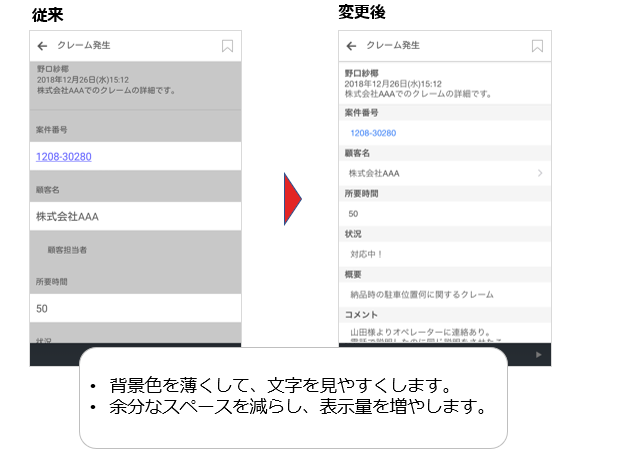 従来
クレーム発生
野口紗椰
2018年12月26日(水)15:12
株式会社AAAでのクレームの詳細です。
案件番号
1208-30280
顧客名
株式会社AAA
顧客担当者
所要時間
50
状況
変更後
クレーム発生
野口紗椰
2018年12月26日(水)15:12
株式会社AAAでのクレームの詳細です。
案件番号
1208-30280
顧客名
株式会社AAA
所要時間
50
状況
対応中！
概要
納品時の駐車位置何に関するクレーム
コメント
山田様よりオペレーターに連絡あり。
• 背景色を薄くして、文字を見やすくします。
• 余分なスペースを減らし、表示量を増やします。